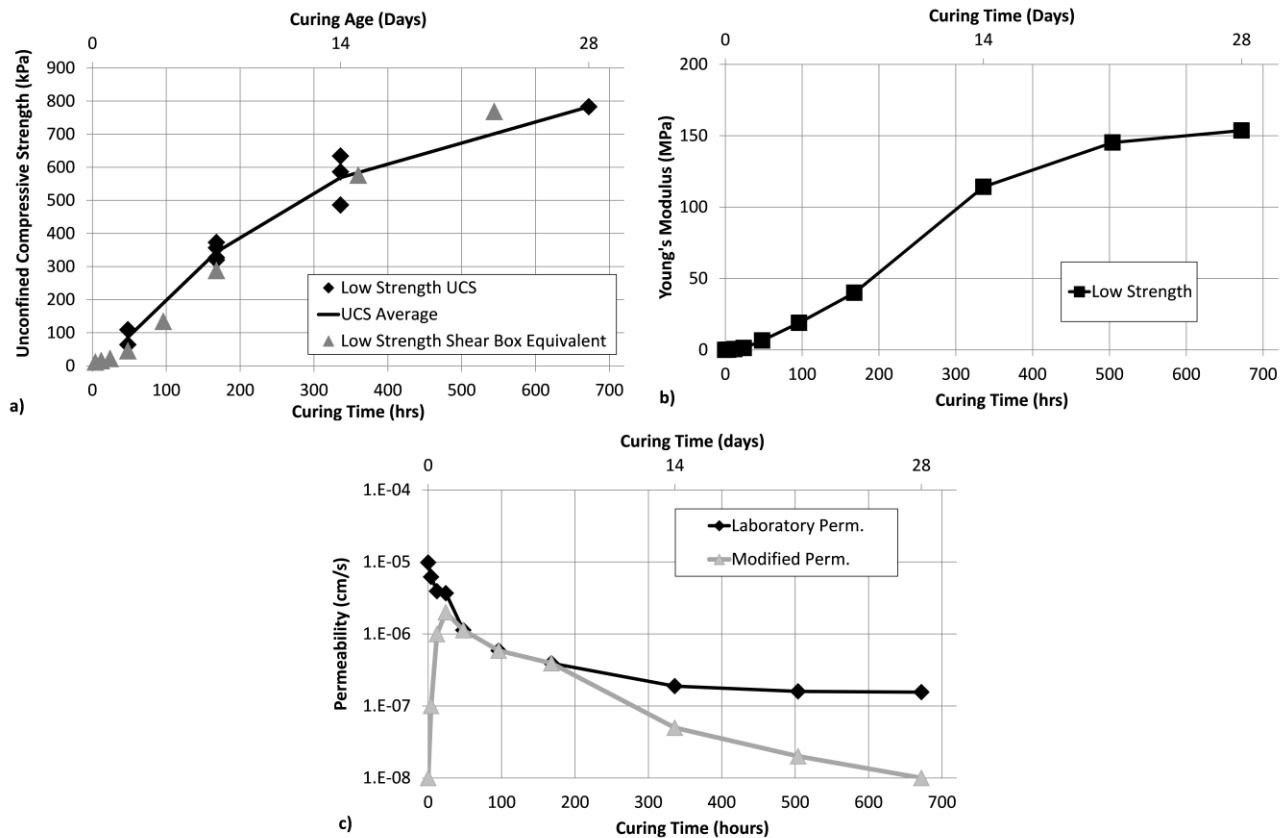 Curing Age (Days)
0 14 28
Unconfined Compressive Strength (kPa)
900
800
700
600
500
400
300
200
100
0
Low Strength UCS
UCS Average
Low Strength Shear Box Equivalent
0 100 200 300 400 500 600 700
Curing Time (hrs)
a)
Curing Time (Days)
0 14 28
Young's Modulus (MPa)
200
150
100
50
0
Low Strength
0 100 200 300 400 500 600 700
Curing Time (hrs)
b)
Curing Time (days)
0 14 28
Permeability (cm/s)
1.E-04
1.E-05
1.E-06
1.E-07
1.E-08
Laboratory Perm.
Modified Perm.
0 100 200 300 400 500 600 700
Curing Time (hours)
c)